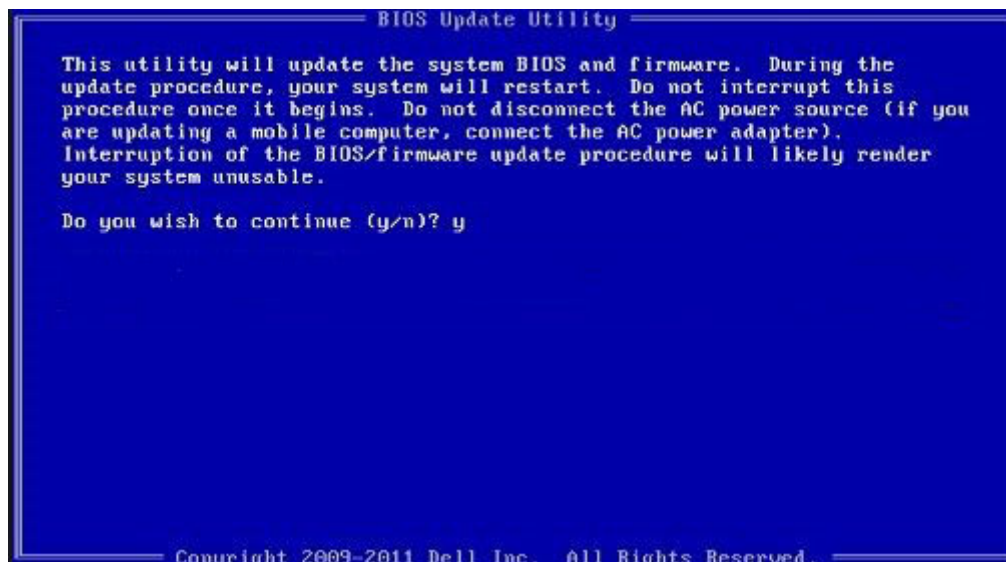 BIOS Update Utility
This utility will update the system BIOS and firmware. During the
update procedure, your system will restart. Do not interrupt this
procedure once it begins. Do not disconnect the AC power source (if you
are updating a mobile computer, connect the AC power adapter).
Interruption of the BIOS/firmware update procedure will likely render
your system unusable.
Do you wish to continue (y/n)? y
Copyright 2009-2011 Dell Inc. All Rights Reserved.